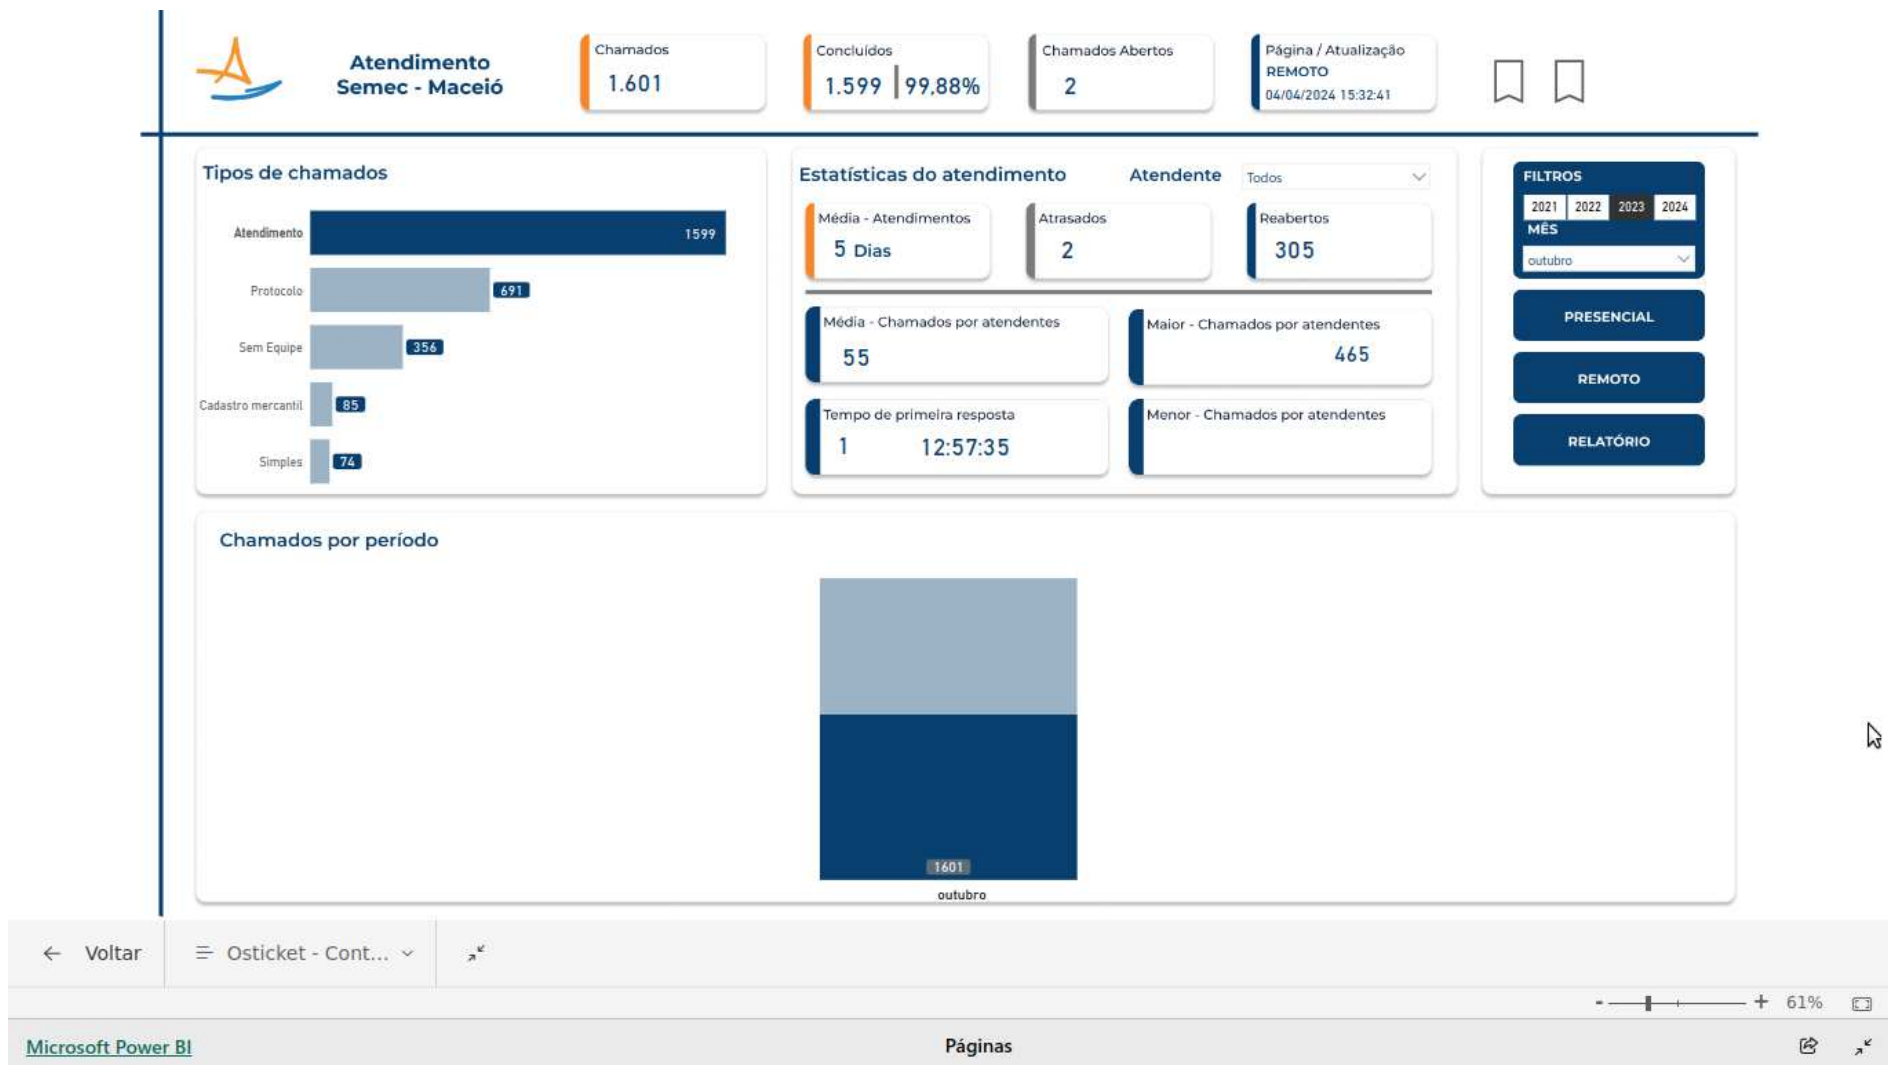 Atendimento
Semec - Maceió
Chamados
1.601
Concluídos
1.599 | 99,88%
Chamados Abertos
2
Página / Atualização
REMOTO
04/04/2024 15:32:41
Tipos de chamados
Atendimento 1599
Protocolo 691
Sem Equipe 356
Cadastro mercantil 85
Simples 74
Estatísticas do atendimento
Atendente Todos
Média - Atendimentos
5 Dias
Atrasados
2
Reabertos
305
Média - Chamados por atendentes
55
Maior - Chamados por atendentes
465
Tempo de primeira resposta
1 12:57:35
Menor - Chamados por atendentes
FILTROS
2021 2022 2023 2024
MÊS
outubro
PRESENCIAL
REMOTO
RELATÓRIO
Chamados por período
1601
outubro
Voltar
Osticket - Cont...
- + 61%
Microsoft Power BI
Páginas